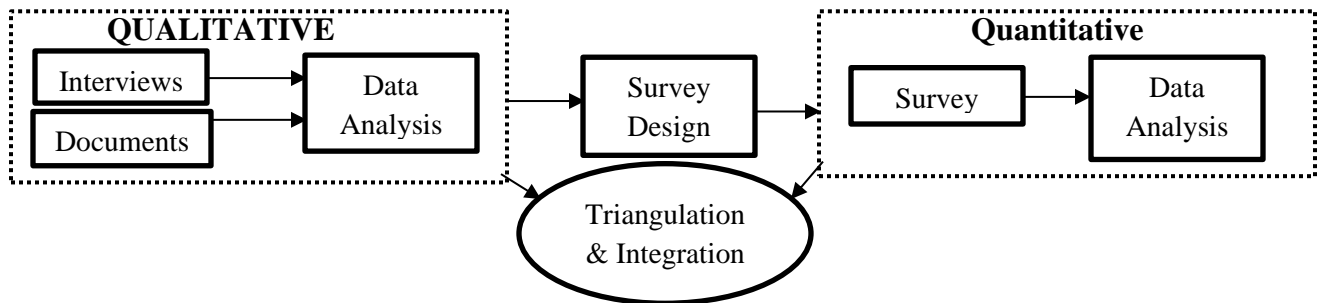 QUALITATIVE
Interviews
Documents
Data
Analysis
Survey
Design
Quantitative
Survey
Data
Analysis
Triangulation
& Integration